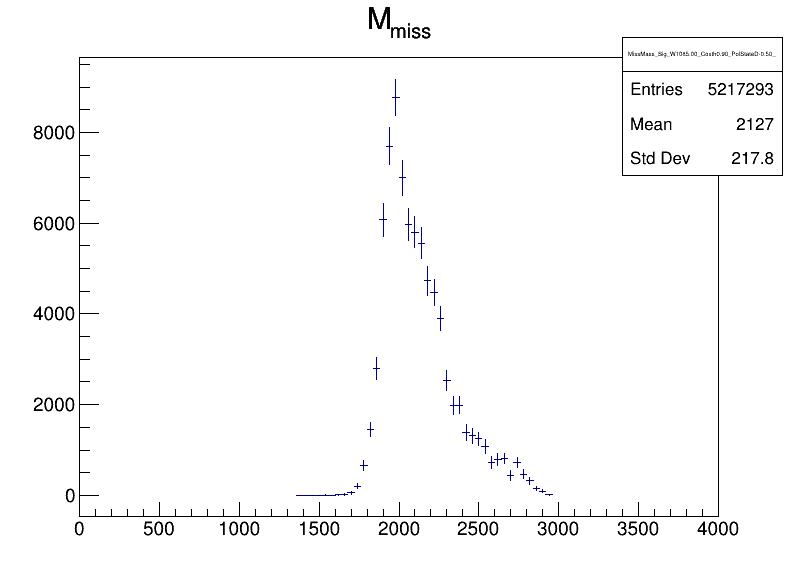 M_miss
MissMass_Sig_W1085.00_Costh0.90_PolStateD-0.50_
Entries 5217293
Mean 2127
Std Dev 217.8
8000
6000
4000
2000
0
0 500 1000 1500 2000 2500 3000 3500 4000